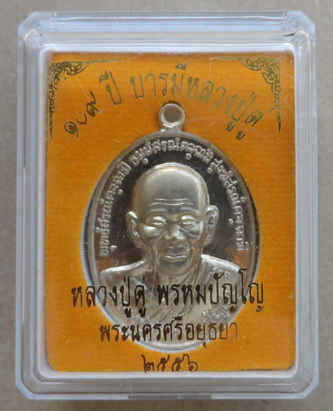 ๑๐๙ ปี บารมีหลวงปู่ดู่
หลวงปู่ดู่ พรหมปัญโญ
พระนครศรีอยุธยา
๒๕๕๖